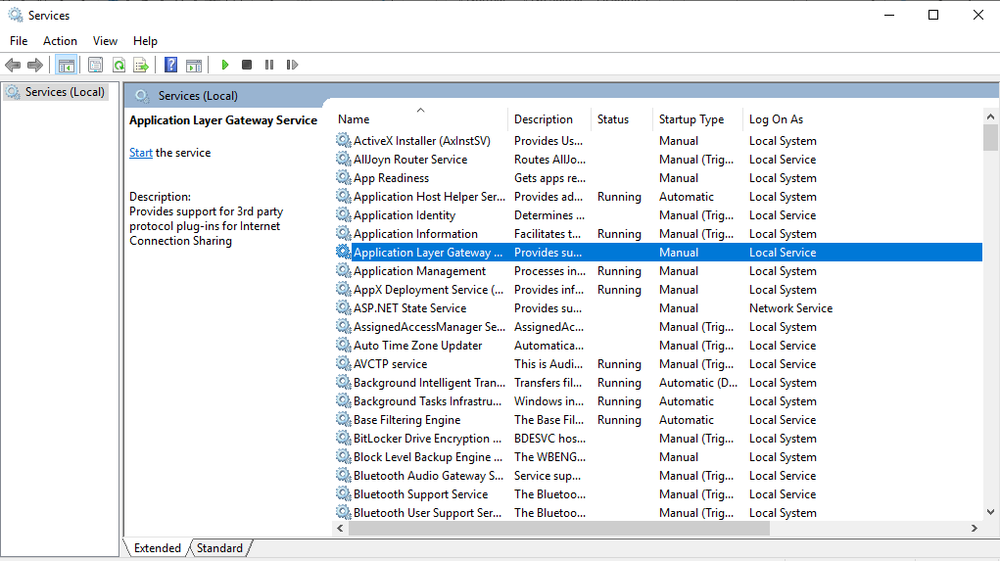 Services
File Action View Help
Services (Local)
Services (Local)
Application Layer Gateway Service
Start the service
Description:
Provides support for 3rd party
protocol plug-ins for Internet
Connection Sharing
Name Description Status Startup Type Log On As
ActiveX Installer (AxInstSV) Provides Us... Manual Local System
AllJoyn Router Service Routes AllJo... Manual (Trig... Local Service
App Readiness Gets apps re... Manual Local System
Application Host Helper Ser... Provides ad... Running Automatic Local System
Application Identity Determines ... Manual (Trig... Local Service
Application Information Facilitates t... Running Manual (Trig... Local System
Application Layer Gateway ... Provides su... Manual Local Service
Application Management Processes in... Running Manual Local System
AppX Deployment Service (... Provides inf... Running Manual Local System
ASP.NET State Service Provides su... Manual Network Service
AssignedAccessManager Se... AssignedAc... Manual (Trig... Local System
Auto Time Zone Updater Automatica... Manual (Trig... Local Service
AVCTP service This is Audi... Running Manual (Trig... Local Service
Background Intelligent Tran... Transfers fil... Running Automatic (D... Local System
Background Tasks Infrastru... Windows in... Running Automatic Local System
Base Filtering Engine The Base Fil... Running Automatic Local Service
BitLocker Drive Encryption ... BDESVC hos... Manual (Trig... Local System
Block Level Backup Engine ... The WBENG... Manual Local System
Bluetooth Audio Gateway S... Service sup... Manual (Trig... Local Service
Bluetooth Support Service The Bluetoo... Manual (Trig... Local Service
Bluetooth User Support Ser... The Bluetoo... Manual (Trig... Local System
Extended Standard